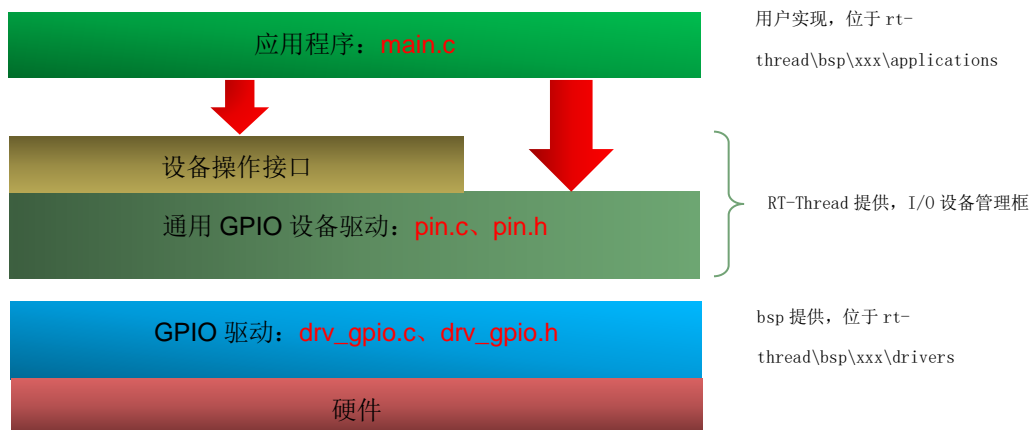 应用程序：main.c
用户实现，位于 rt-
thread\bsp\xxx\applications
设备操作接口
通用 GPIO 设备驱动：pin.c、pin.h
RT-Thread 提供，I/O 设备管理框
GPIO 驱动：drv_gpio.c、drv_gpio.h
bsp 提供，位于 rt-
thread\bsp\xxx\drivers
硬件